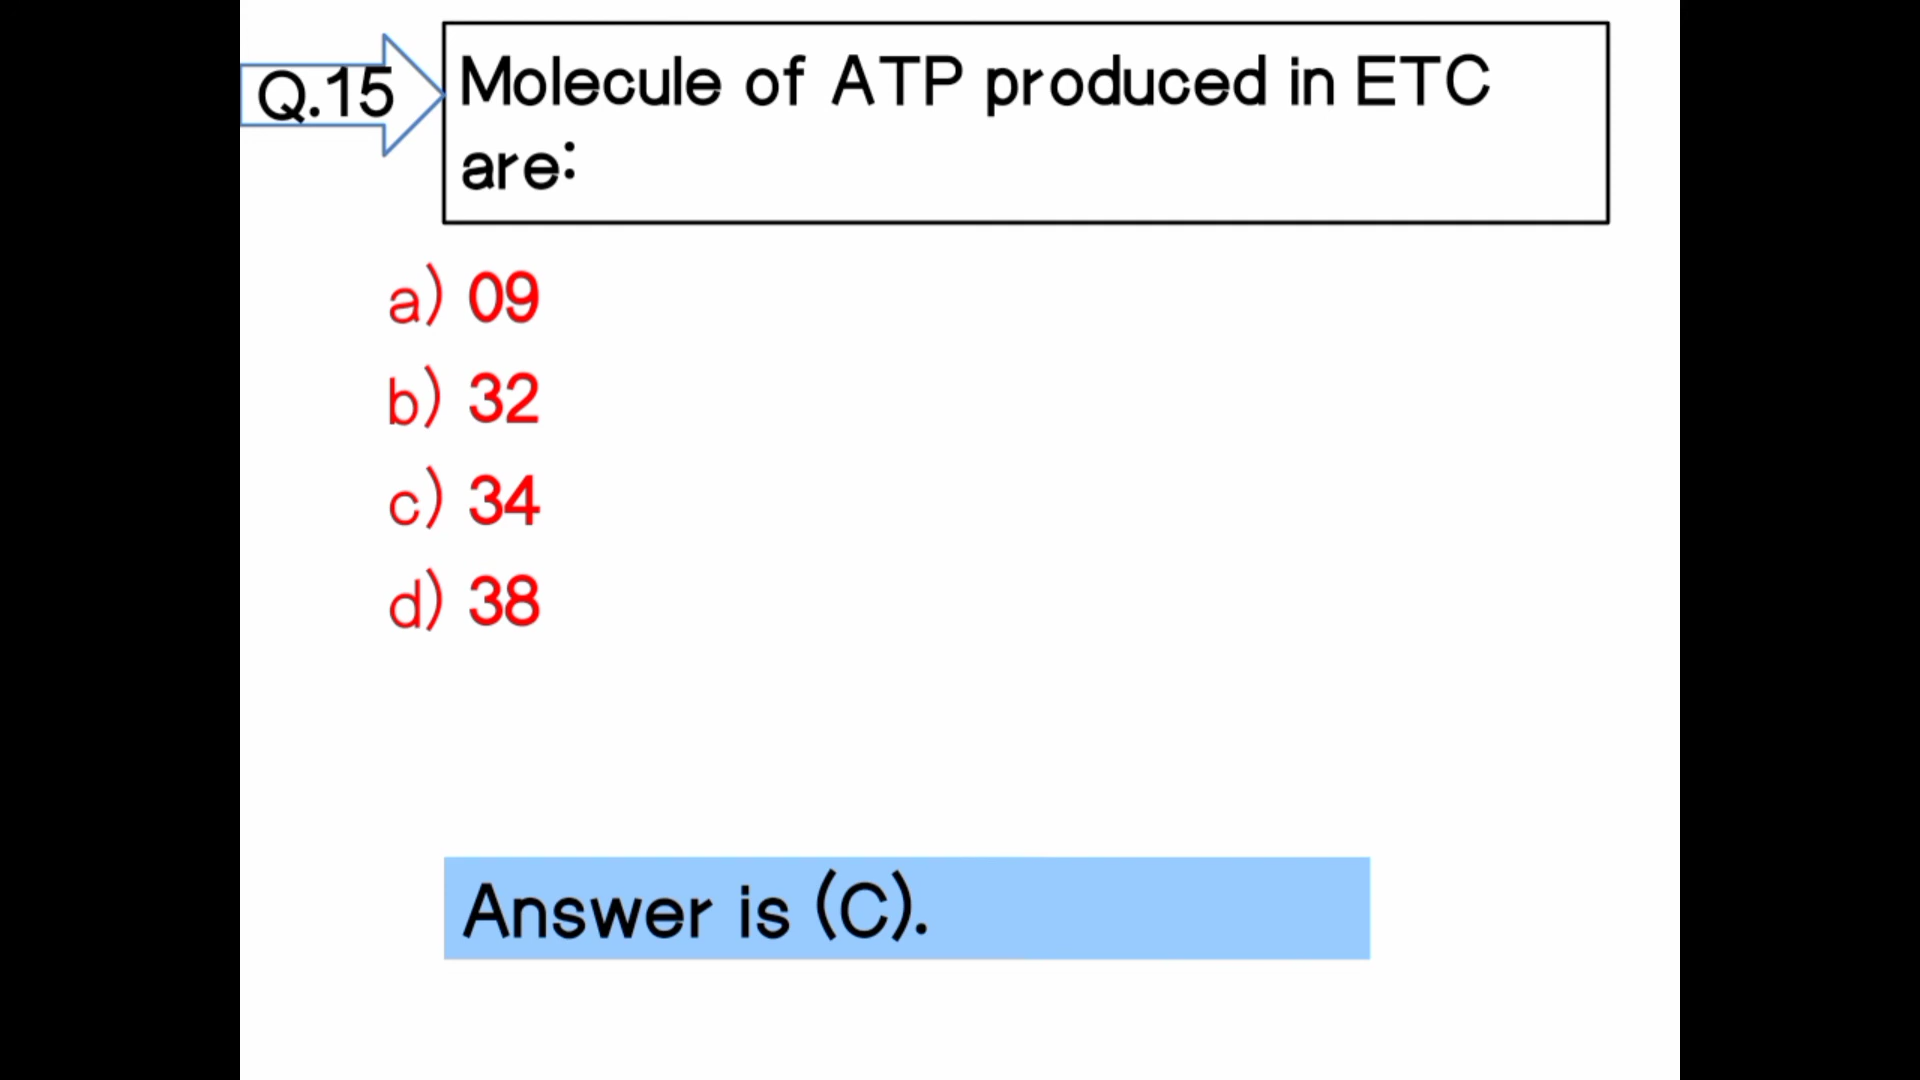 Q.15
Molecule of ATP produced in ETC
are:
a) 09
b) 32
c) 34
d) 38
Answer is (C).